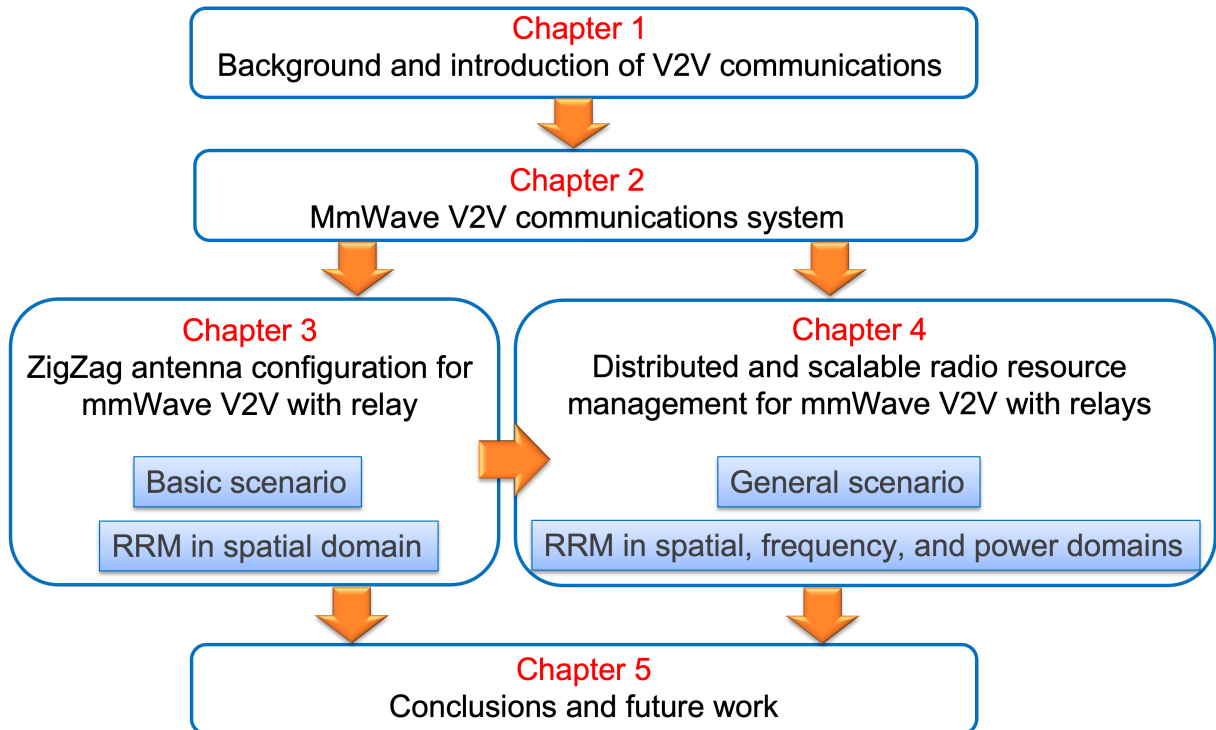 Chapter 1
Background and introduction of V2V communications
Chapter 2
MmWave V2V communications system
Chapter 3
ZigZag antenna configuration for
mmWave V2V with relay
Basic scenario
RRM in spatial domain
Chapter 4
Distributed and scalable radio resource
management for mmWave V2V with relays
General scenario
RRM in spatial, frequency, and power domains
Chapter 5
Conclusions and future work